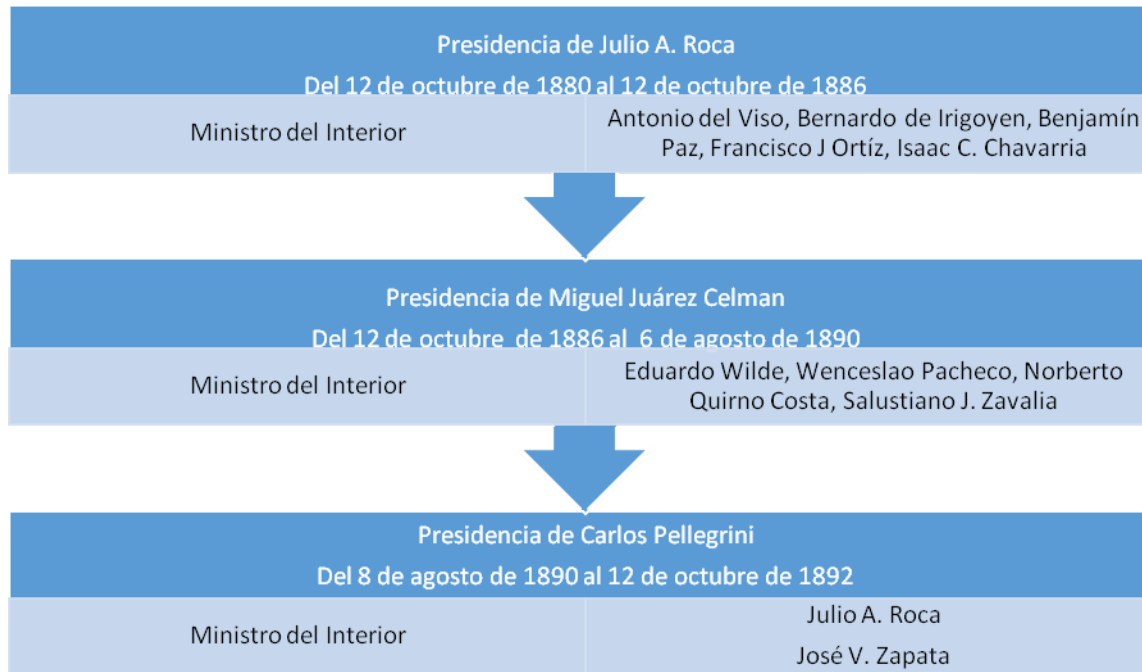 Presidencia de Julio A. Roca
Del 12 de octubre de 1880 al 12 de octubre de 1886
Ministro del Interior
Antonio del Viso, Bernardo de Irigoyen, Benjamín
Paz, Francisco J Ortíz, Isaac C. Chavarria
Presidencia de Miguel Juárez Celman
Del 12 de octubre de 1886 al 6 de agosto de 1890
Ministro del Interior
Eduardo Wilde, Wenceslao Pacheco, Norberto
Quirno Costa, Salustiano J. Zavalia
Presidencia de Carlos Pellegrini
Del 8 de agosto de 1890 al 12 de octubre de 1892
Ministro del Interior
Julio A. Roca
José V. Zapata